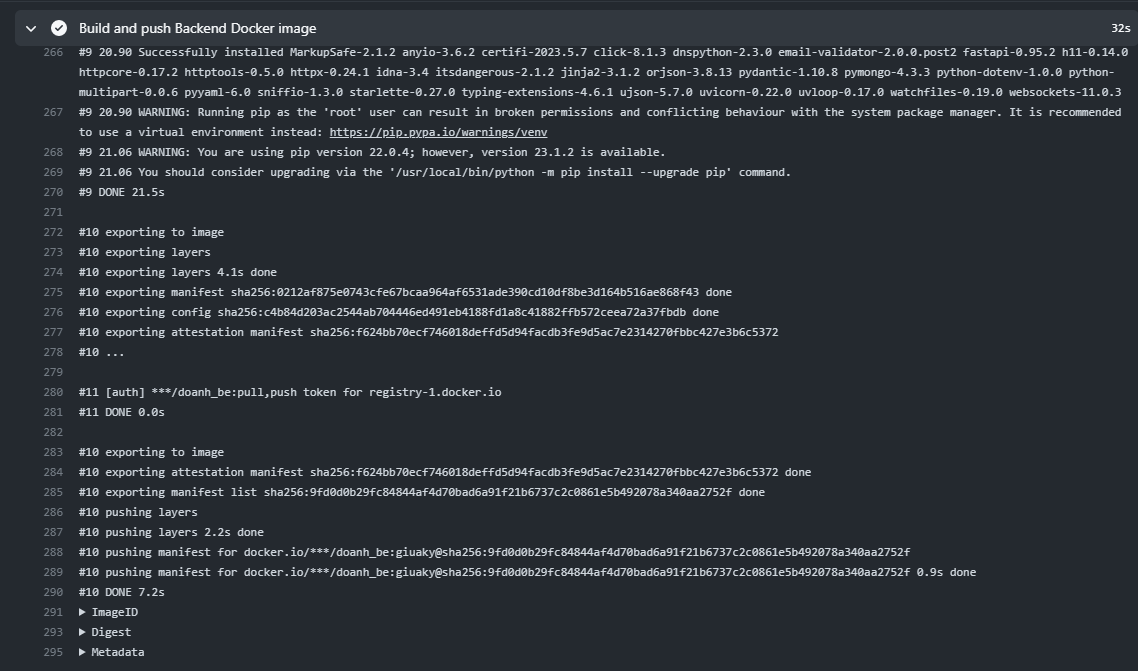 Build and push Backend Docker image
32s
266 #9 20.90 Successfully installed MarkupSafe-2.1.2 anyio-3.6.2 certifi-2023.5.7 click-8.1.3 dnspython-2.3.0 email-validator-2.0.0.post2 fastapi-0.95.2 h11-0.14.0
httpcore-0.17.2 httptools-0.5.0 httpx-0.24.1 idna-3.4 itsdangerous-2.1.2 jinja2-3.1.2 orjson-3.8.13 pydantic-1.10.8 pymongo-4.3.3 python-dotenv-1.0.0 python-
multipart-0.0.6 pyyaml-6.0 sniffio-1.3.0 starlette-0.27.0 typing-extensions-4.6.1 ujson-5.7.0 uvicorn-0.22.0 uvloop-0.17.0 watchfiles-0.19.0 websockets-11.0.3
267 #9 20.90 WARNING: Running pip as the 'root' user can result in broken permissions and conflicting behaviour with the system package manager. It is recommended
to use a virtual environment instead: https://pip.pypa.io/warnings/venv
268 #9 21.06 WARNING: You are using pip version 22.0.4; however, version 23.1.2 is available.
269 #9 21.06 You should consider upgrading via the '/usr/local/bin/python -m pip install --upgrade pip' command.
270 #9 DONE 21.5s
271
272 #10 exporting to image
273 #10 exporting layers
274 #10 exporting layers 4.1s done
275 #10 exporting manifest sha256:0212af875e0743cfe67bcaa964af6531ade390cd10df8be3d164b516ae868f43 done
276 #10 exporting config sha256:c4b84d203ac2544ab704446ed491eb4188fd1a8c41882ffb572ceea72a37fbdb done
277 #10 exporting attestation manifest sha256:f624bb70ecf746018deffd5d94facdb3fe9d5ac7e2314270fbbc427e3b6c5372
278 #10 ...
279
280 #11 [auth] ***/doanh_be:pull,push token for registry-1.docker.io
281 #11 DONE 0.0s
282
283 #10 exporting to image
284 #10 exporting attestation manifest sha256:f624bb70ecf746018deffd5d94facdb3fe9d5ac7e2314270fbbc427e3b6c5372 done
285 #10 exporting manifest list sha256:9fd0d0b29fc84844af4d70bad6a91f21b6737c2c0861e5b492078a340aa2752f done
286 #10 pushing layers
287 #10 pushing layers 2.2s done
288 #10 pushing manifest for docker.io/***/doanh_be:giuaky@sha256:9fd0d0b29fc84844af4d70bad6a91f21b6737c2c0861e5b492078a340aa2752f
289 #10 pushing manifest for docker.io/***/doanh_be:giuaky@sha256:9fd0d0b29fc84844af4d70bad6a91f21b6737c2c0861e5b492078a340aa2752f 0.9s done
290 #10 DONE 7.2s
291 ▶ ImageID
293 ▶ Digest
295 ▶ Metadata